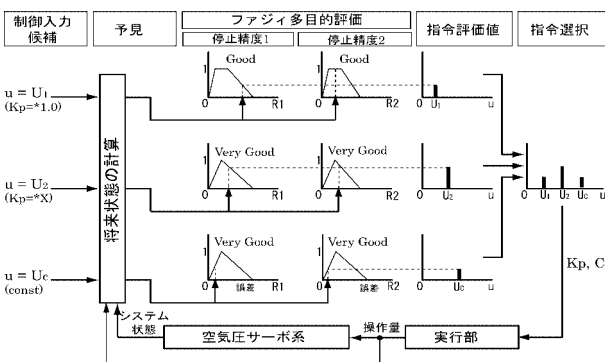 制御入力
候補
予見
ファジィ多目的評価
停止精度1
停止精度2
指令評価値
指令選択
u = U1
(Kp=*1.0)
Good
1
0
R1
Good
1
0
R2
1
0
U1
u
u = U2
(Kp=*X)
将来状態の計算
Very Good
1
0
R1
Very Good
1
0
R2
1
0
U2
u
1
0
U1
U2
Uc
u
u = Uc
(const)
Very Good
1
0
誤差
R1
Very Good
1
0
誤差
R2
1
0
Uc
u
Kp, C
システム
状態
空気圧サーボ系
操作量
実行部